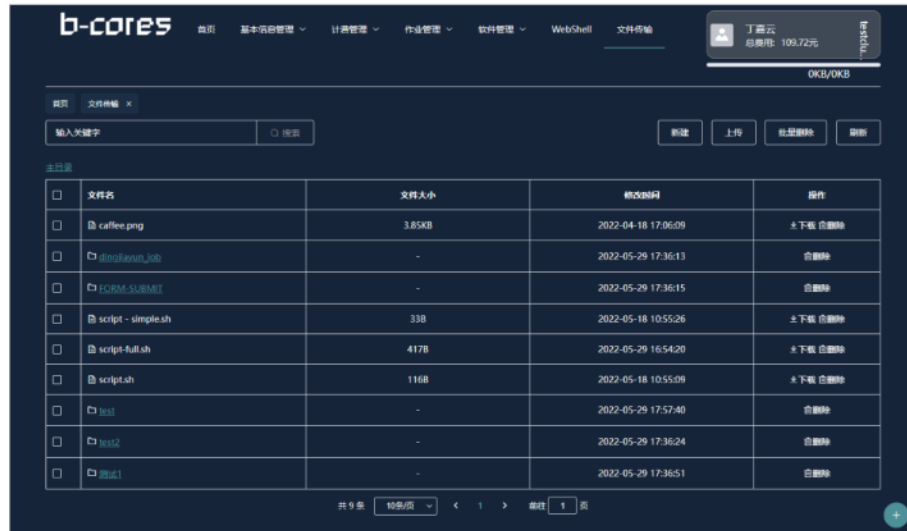 b-cores 首页 基本信息管理 计费管理 作业管理 软件管理 WebShell 文件传输
丁嘉云
总费用: 109.72元
testclu...
0KB/0KB
首页 文件传输 ×
输入关键字 搜索 新建 上传 批量删除 刷新
主目录
文件名 文件大小 修改时间 操作
caffee.png 3.85KB 2022-04-18 17:06:09 下载 删除
dingjiayun_job - 2022-05-29 17:36:13 删除
FORM-SUBMIT - 2022-05-29 17:36:15 删除
script - simple.sh 33B 2022-05-18 10:55:26 下载 删除
script-full.sh 417B 2022-05-29 16:54:20 下载 删除
script.sh 116B 2022-05-18 10:55:09 下载 删除
test - 2022-05-29 17:57:40 删除
test2 - 2022-05-29 17:36:24 删除
测试1 - 2022-05-29 17:36:51 删除
共 9 条 10条/页 < 1 > 前往 1 页